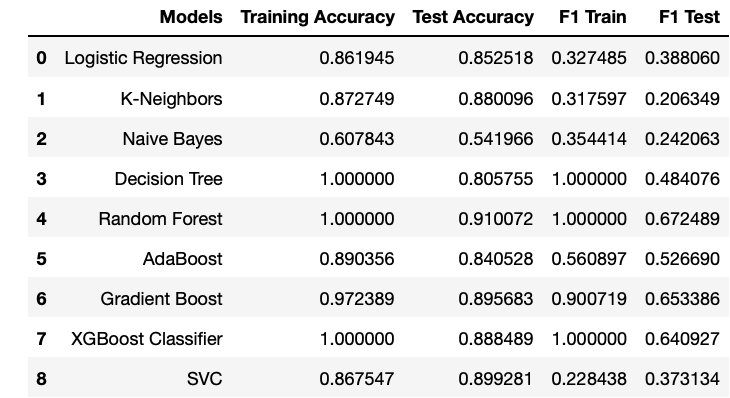 Models Training Accuracy Test Accuracy F1 Train F1 Test
0 Logistic Regression 0.861945 0.852518 0.327485 0.388060
1 K-Neighbors 0.872749 0.880096 0.317597 0.206349
2 Naive Bayes 0.607843 0.541966 0.354414 0.242063
3 Decision Tree 1.000000 0.805755 1.000000 0.484076
4 Random Forest 1.000000 0.910072 1.000000 0.672489
5 AdaBoost 0.890356 0.840528 0.560897 0.526690
6 Gradient Boost 0.972389 0.895683 0.900719 0.653386
7 XGBoost Classifier 1.000000 0.888489 1.000000 0.640927
8 SVC 0.867547 0.899281 0.228438 0.373134